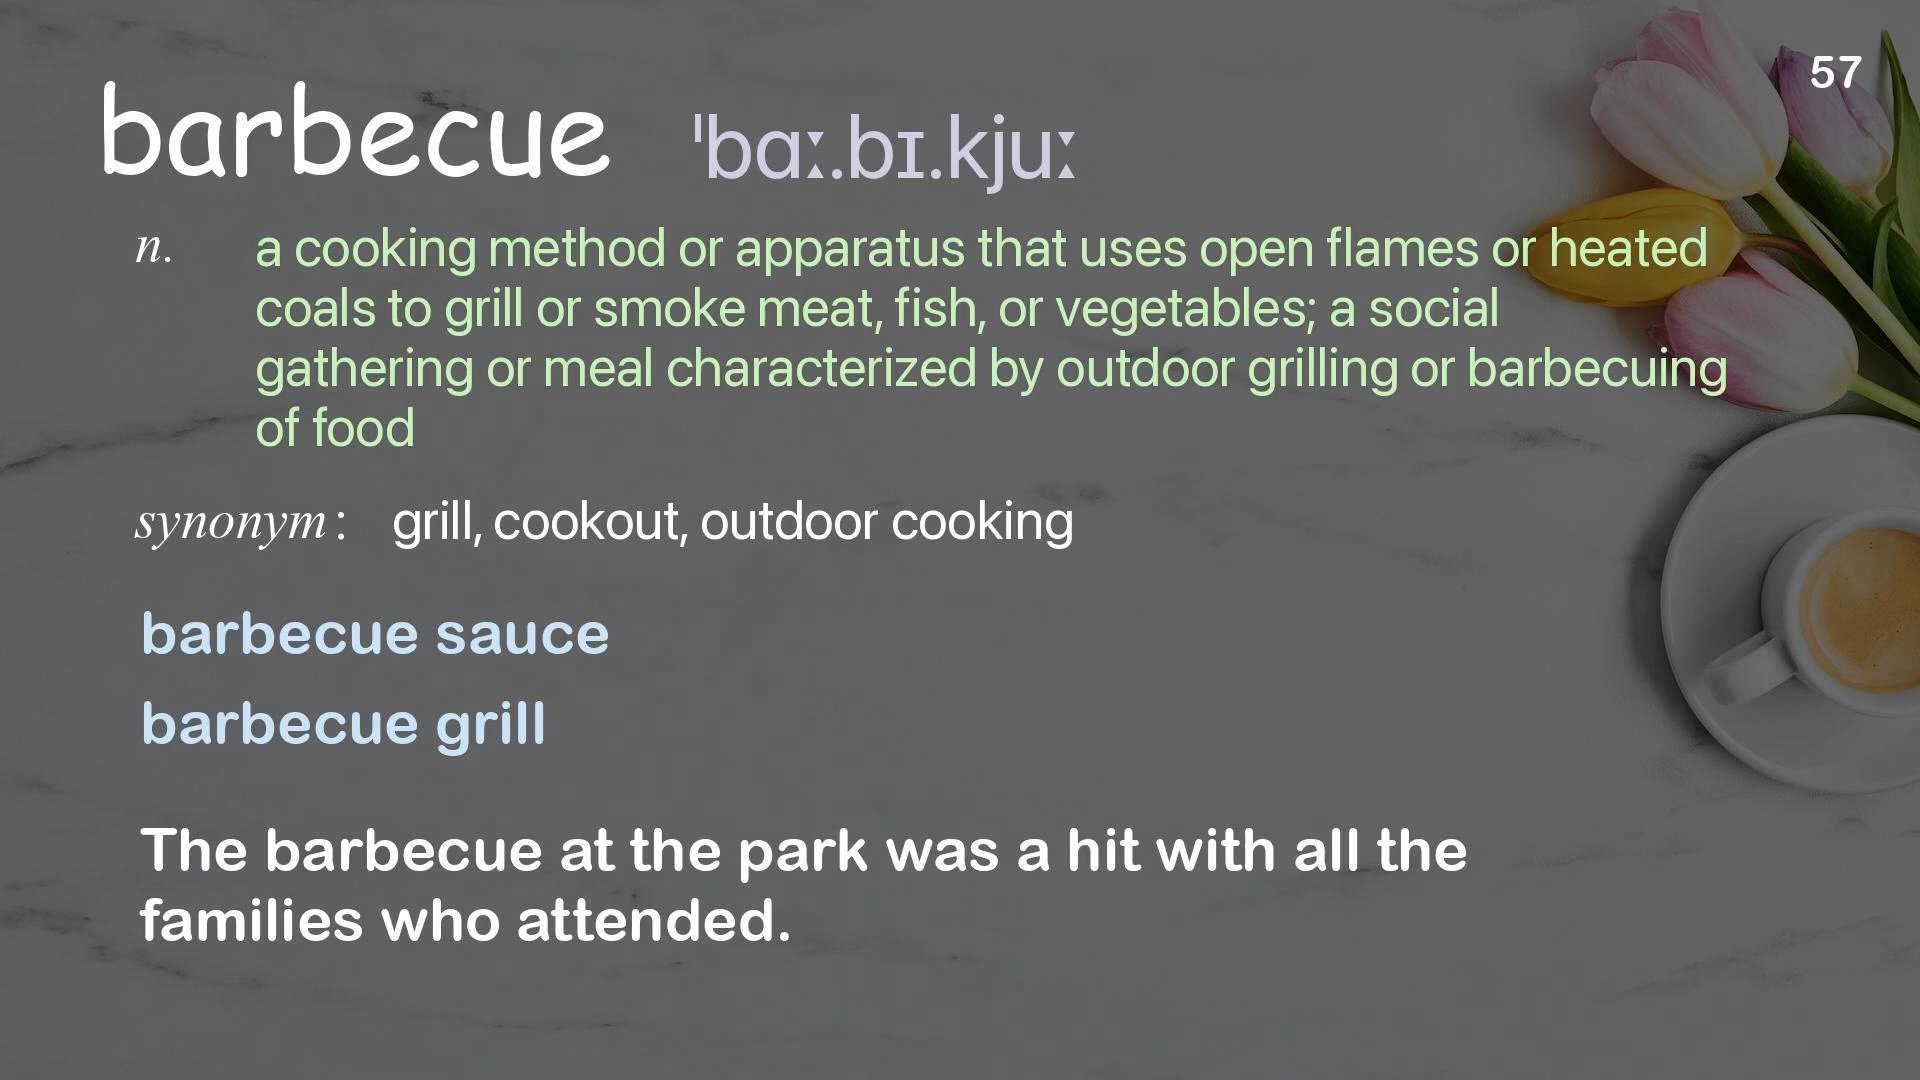 57
barbecue ˈbɑː.bɪ.kjuː
n. a cooking method or apparatus that uses open flames or heated
coals to grill or smoke meat, fish, or vegetables; a social
gathering or meal characterized by outdoor grilling or barbecuing
of food
synonym: grill, cookout, outdoor cooking
barbecue sauce
barbecue grill
The barbecue at the park was a hit with all the
families who attended.